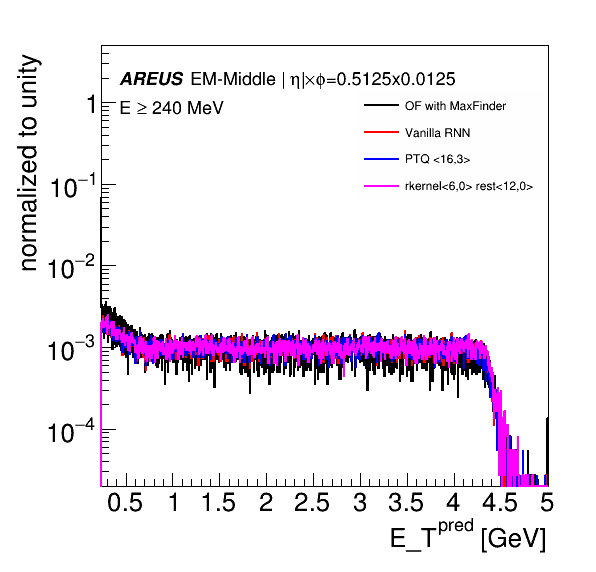 AREUS EM-Middle | η|×ϕ=0.5125x0.0125
E ≥ 240 MeV
OF with MaxFinder
Vanilla RNN
PTQ <16,3>
rkernel<6,0> rest<12,0>
normalized to unity
1
10⁻¹
10⁻²
10⁻³
10⁻⁴
0.5 1 1.5 2 2.5 3 3.5 4 4.5 5
E_T^pred [GeV]